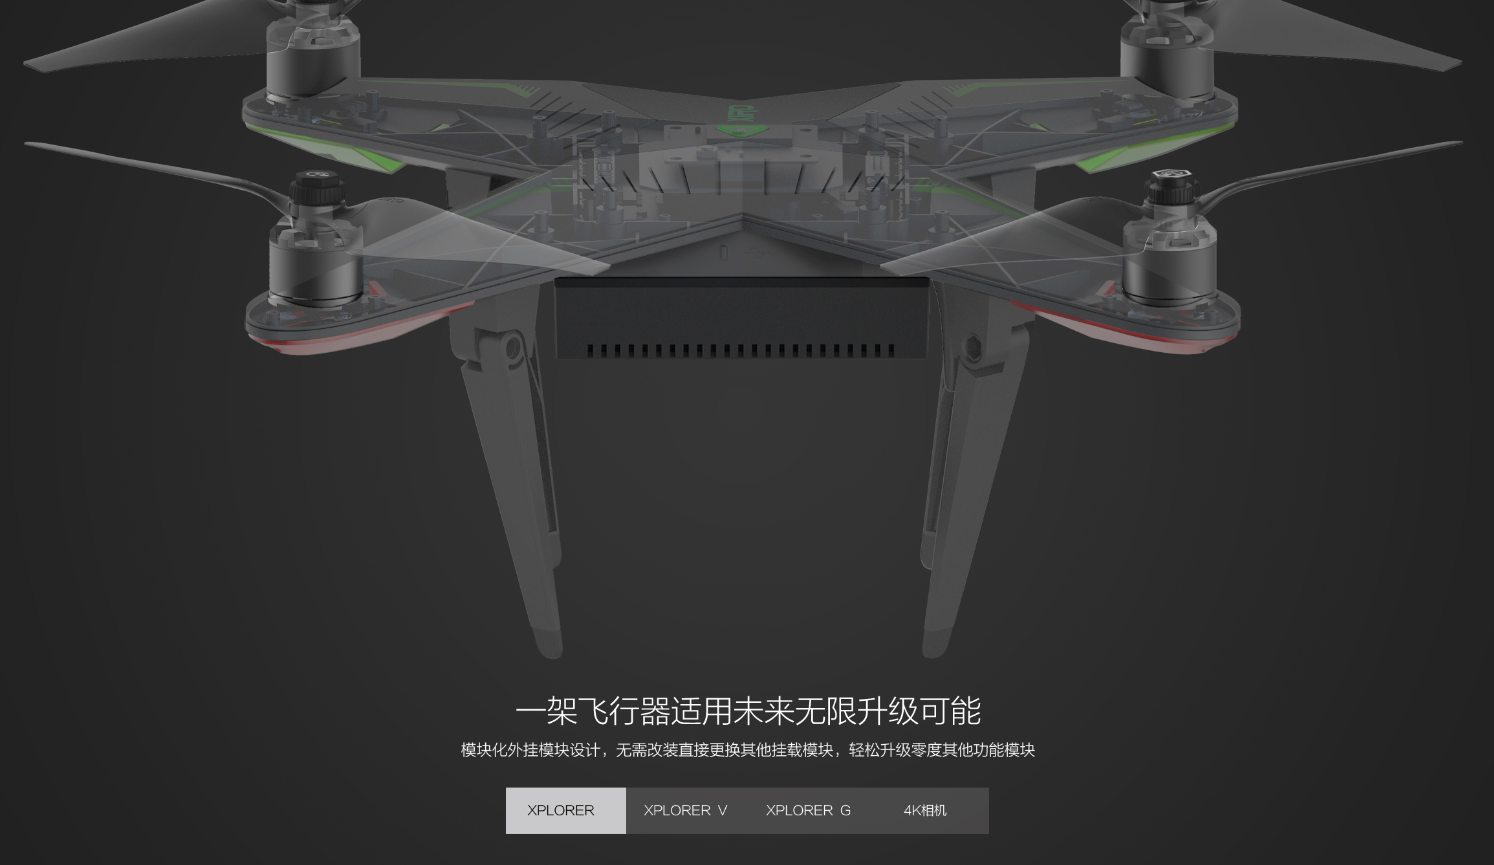 一架飞行器适用未来无限升级可能
模块化外挂模块设计，无需改装直接更换其他挂载模块，轻松升级零度其他功能模块
XPLORER XPLORER V XPLORER G 4K相机